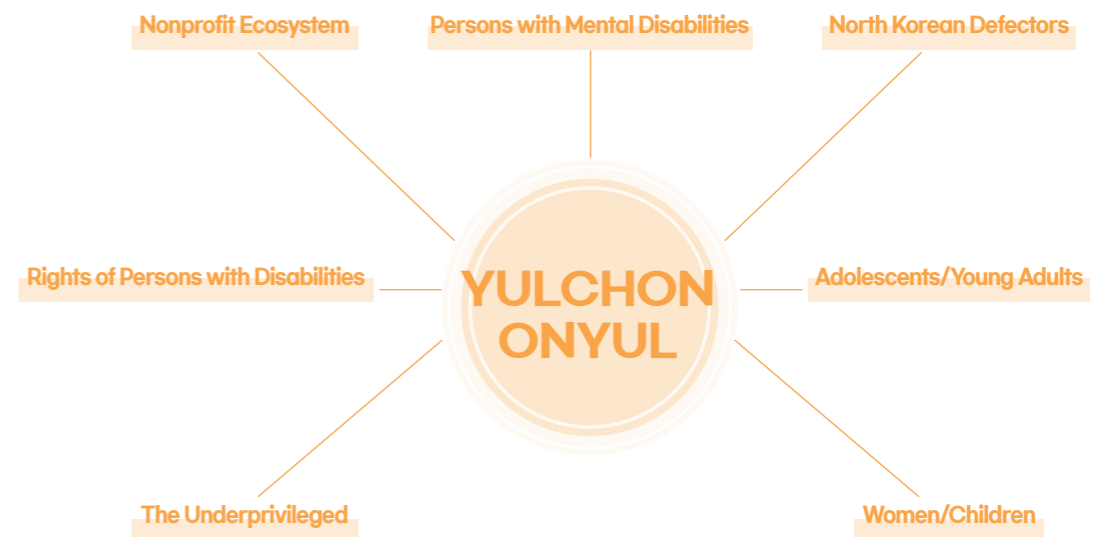 Nonprofit Ecosystem
Persons with Mental Disabilities
North Korean Defectors
Rights of Persons with Disabilities
YULCHON
ONYUL
Adolescents/Young Adults
The Underprivileged
Women/Children